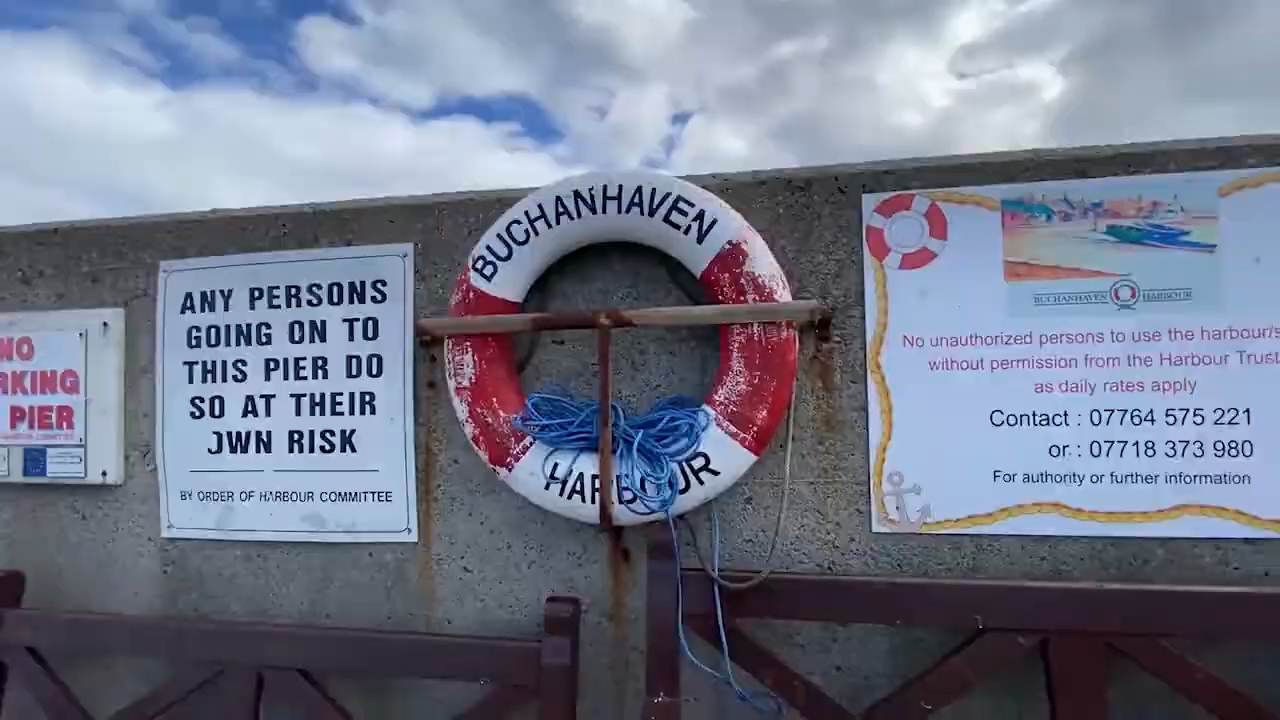 NO
RKING
PIER
ANY PERSONS
GOING ON TO
THIS PIER DO
SO AT THEIR
JWN RISK
BY ORDER OF HARBOUR COMMITTEE
BUCHANHAVEN
HARBOUR
BUCHANHAVEN HARBOUR
No unauthorized persons to use the harbour/s
without permission from the Harbour Trust
as daily rates apply
Contact : 07764 575 221
or : 07718 373 980
For authority or further information